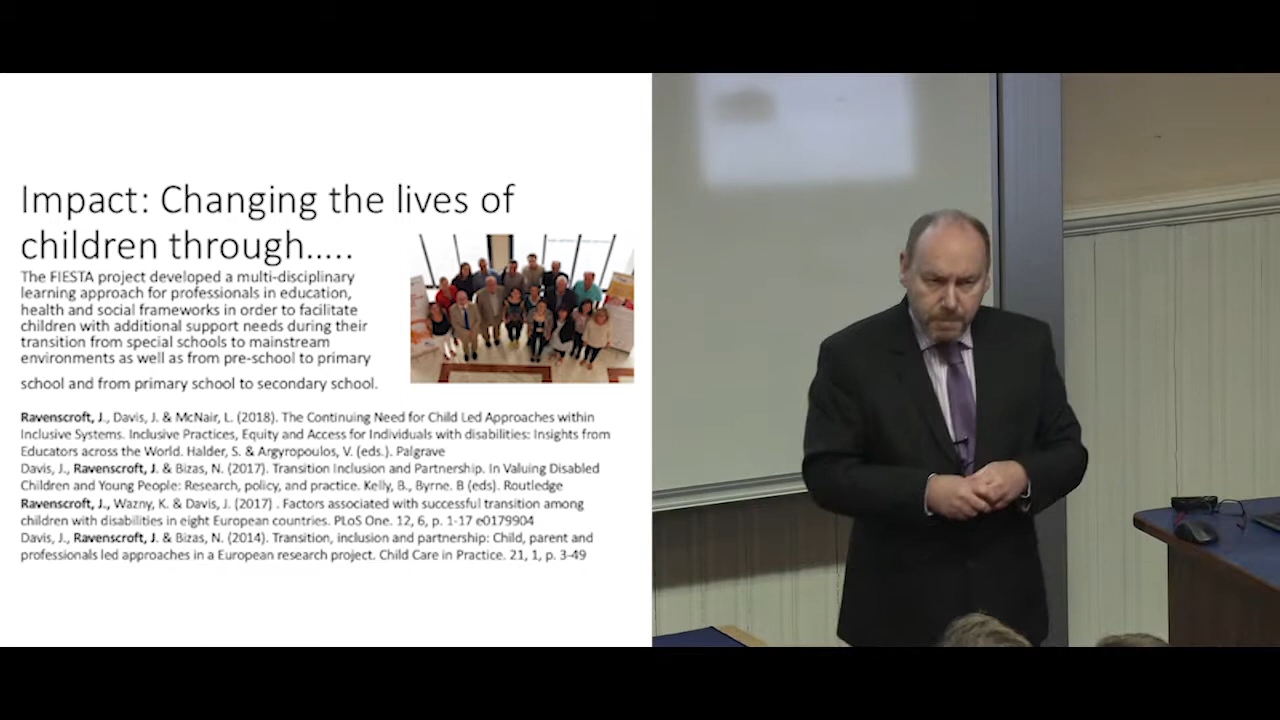 Impact: Changing the lives of
children through…..
The FIESTA project developed a multi-disciplinary
learning approach for professionals in education,
health and social frameworks in order to facilitate
children with additional support needs during their
transition from special schools to mainstream
environments as well as from pre-school to primary
school and from primary school to secondary school.
Ravenscroft, J., Davis, J. & McNair, L. (2018). The Continuing Need for Child Led Approaches within
Inclusive Systems. Inclusive Practices, Equity and Access for Individuals with disabilities: Insights from
Educators across the World. Halder, S. & Argyropoulos, V. (eds.). Palgrave
Davis, J., Ravenscroft, J. & Bizas, N. (2017). Transition Inclusion and Partnership. In Valuing Disabled
Children and Young People: Research, policy, and practice. Kelly, B., Byrne. B (eds). Routledge
Ravenscroft, J., Wazny, K. & Davis, J. (2017) . Factors associated with successful transition among
children with disabilities in eight European countries. PLoS One. 12, 6, p. 1-17 e0179904
Davis, J., Ravenscroft, J. & Bizas, N. (2014). Transition, inclusion and partnership: Child, parent and
professionals led approaches in a European research project. Child Care in Practice. 21, 1, p. 3-49